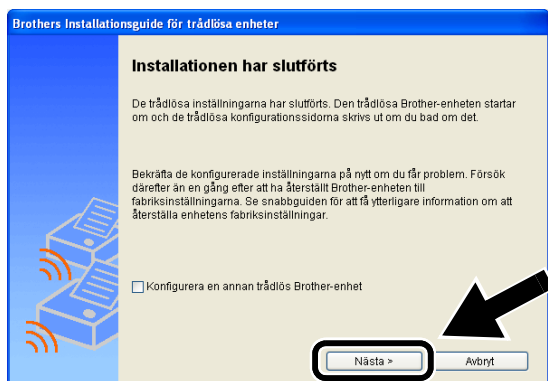 Brothers Installationsguide för trådlösa enheter
Installationen har slutförts
De trådlösa inställningarna har slutförts. Den trådlösa Brother-enheten startar
om och de trådlösa konfigurationssidorna skrivs ut om du bad om det.
Bekräfta de konfigurerade inställningarna på nytt om du får problem. Försök
därefter än en gång efter att ha återställt Brother-enheten till
fabriksinställningarna. Se snabbguiden för att få ytterligare information om att
återställa enhetens fabriksinställningar.
Konfigurera en annan trådlös Brother-enhet
Nästa >
Avbryt